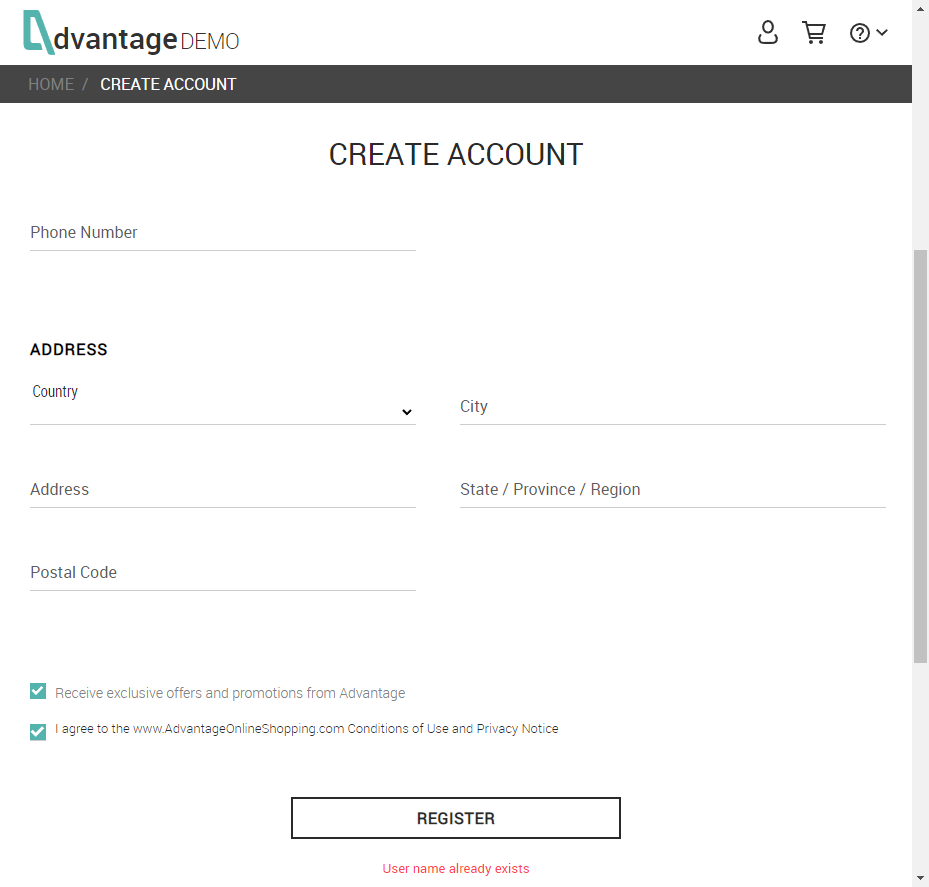 dvantage DEMO
HOME / CREATE ACCOUNT
CREATE ACCOUNT
Phone Number
ADDRESS
Country
City
Address
State / Province / Region
Postal Code
Receive exclusive offers and promotions from Advantage
I agree to the www.AdvantageOnlineShopping.com Conditions of Use and Privacy Notice
REGISTER
User name already exists